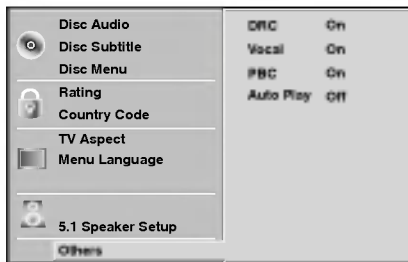 Disc Audio
Disc Subtitle
Disc Menu
Rating
Country Code
TV Aspect
Menu Language
5.1 Speaker Setup
Others
DRC On
Vocal On
PBC On
Auto Play Off